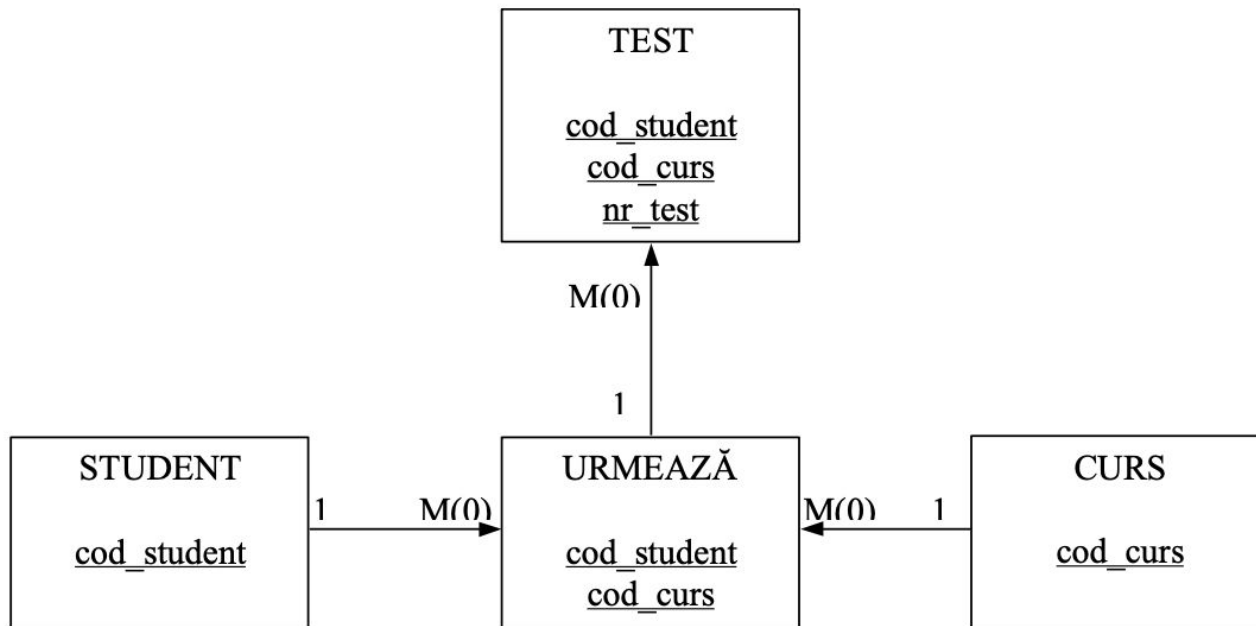 TEST
cod_student
cod_curs
nr_test
M(0)
1
STUDENT
cod_student
1
M(0)
URMEAZĂ
cod_student
cod_curs
M(0)
1
CURS
cod_curs